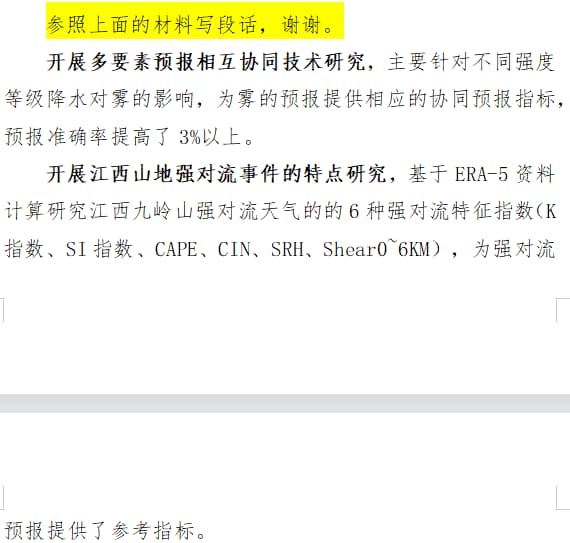 参照上面的材料写段话，谢谢。
开展多要素预报相互协同技术研究，主要针对不同强度
等级降水对雾的影响，为雾的预报提供相应的协同预报指标，
预报准确率提高了 3%以上。
开展江西山地强对流事件的特点研究，基于 ERA-5 资料
计算研究江西九岭山强对流天气的的 6 种强对流特征指数(K
指数、SI 指数、CAPE、CIN、SRH、Shear0~6KM），为强对流
预报提供了参考指标。